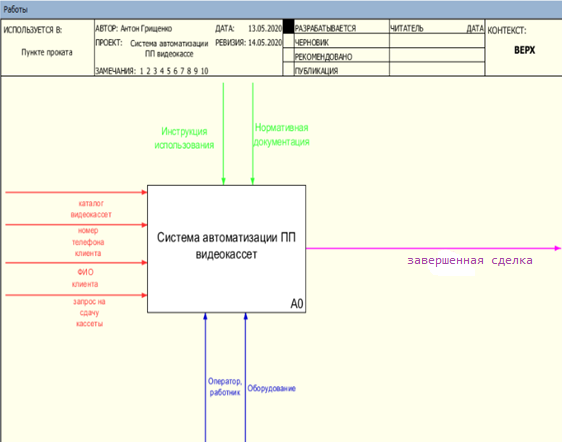 Работы
ИСПОЛЬЗУЕТСЯ В:
Пункте проката
АВТОР: Антон Грищенко
ДАТА: 13.05.2020
ПРОЕКТ: Система автоматизации
ПП видеокассе
РЕВИЗИЯ: 14.05.2020
ЗАМЕЧАНИЯ: 1 2 3 4 5 6 7 8 9 10
РАЗРАБАТЫВАЕТСЯ
ЧЕРНОВИК
РЕКОМЕНДОВАНО
ПУБЛИКАЦИЯ
ЧИТАТЕЛЬ
ДАТА
КОНТЕКСТ:
ВЕРХ
Инструкция
использования
Нормативная
документация
каталог
видеокассет
номер
телефона
клиента
ФИО
клиента
запрос на
сдачу
кассеты
Система автоматизации ПП
видеокассет
A0
завершенная сделка
Оператор,
работник
Оборудование